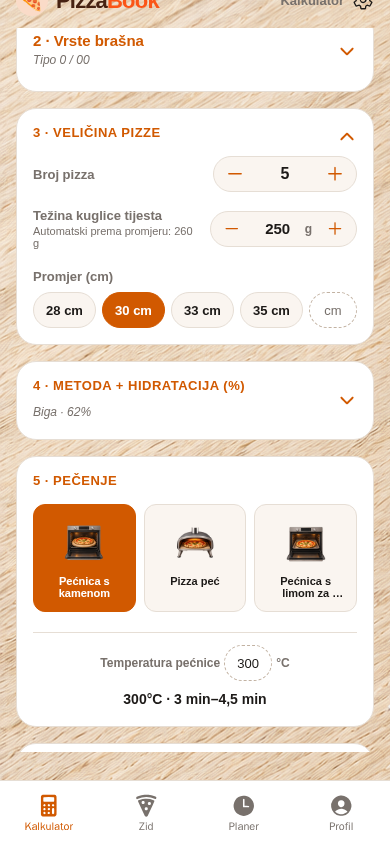 PizzaBook
Kalkulator
2 · Vrste brašna
Tipo 0 / 00
3 · VELIČINA PIZZE
Broj pizza
− 5 +
Težina kuglice tijesta
Automatski prema promjeru: 260
g
− 250 g +
Promjer (cm)
28 cm 30 cm 33 cm 35 cm cm
4 · METODA + HIDRATACIJA (%)
Biga · 62%
5 · PEČENJE
Pećnica s
kamenom
Pizza peć
Pećnica s
limom za ...
Temperatura pećnice 300 °C
300°C · 3 min–4,5 min
Kalkulator Zid Planer Profil